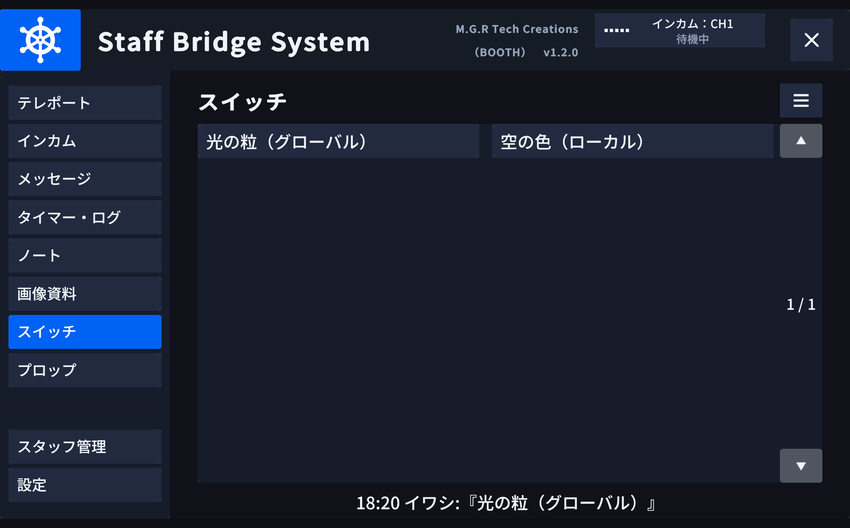 Staff Bridge System
M.G.R Tech Creations
（BOOTH） v1.2.0
インカム：CH1
待機中
テレポート
インカム
メッセージ
タイマー・ログ
ノート
画像資料
スイッチ
プロップ
スタッフ管理
設定
スイッチ
光の粒（グローバル）
空の色（ローカル）
1 / 1
18:20 イワシ:『光の粒（グローバル）』